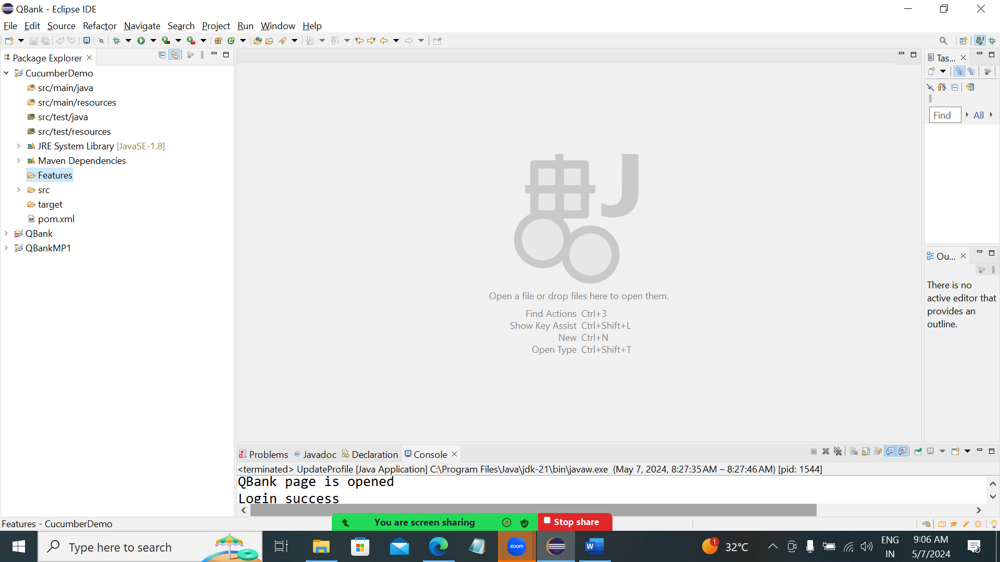 QBank - Eclipse IDE
File Edit Source Refactor Navigate Search Project Run Window Help
Package Explorer
CucumberDemo
src/main/java
src/main/resources
src/test/java
src/test/resources
JRE System Library [JavaSE-1.8]
Maven Dependencies
Features
src
target
pom.xml
QBank
QBankMP1
Open a file or drop files here to open them.
Find Actions Ctrl+3
Show Key Assist Ctrl+Shift+L
New Ctrl+N
Open Type Ctrl+Shift+T
Tas...
Find All
Ou...
There is no
active editor that
provides an
outline.
Problems Javadoc Declaration Console
<terminated> UpdateProfile [Java Application] C:\Program Files\Java\jdk-21\bin\javaw.exe (May 7, 2024, 8:27:35 AM – 8:27:46 AM) [pid: 1544]
QBank page is opened
Login success
Features - CucumberDemo
You are screen sharing
Stop share
Type here to search
zoom
W
1
32°C
ENG
IN
9:06 AM
5/7/2024